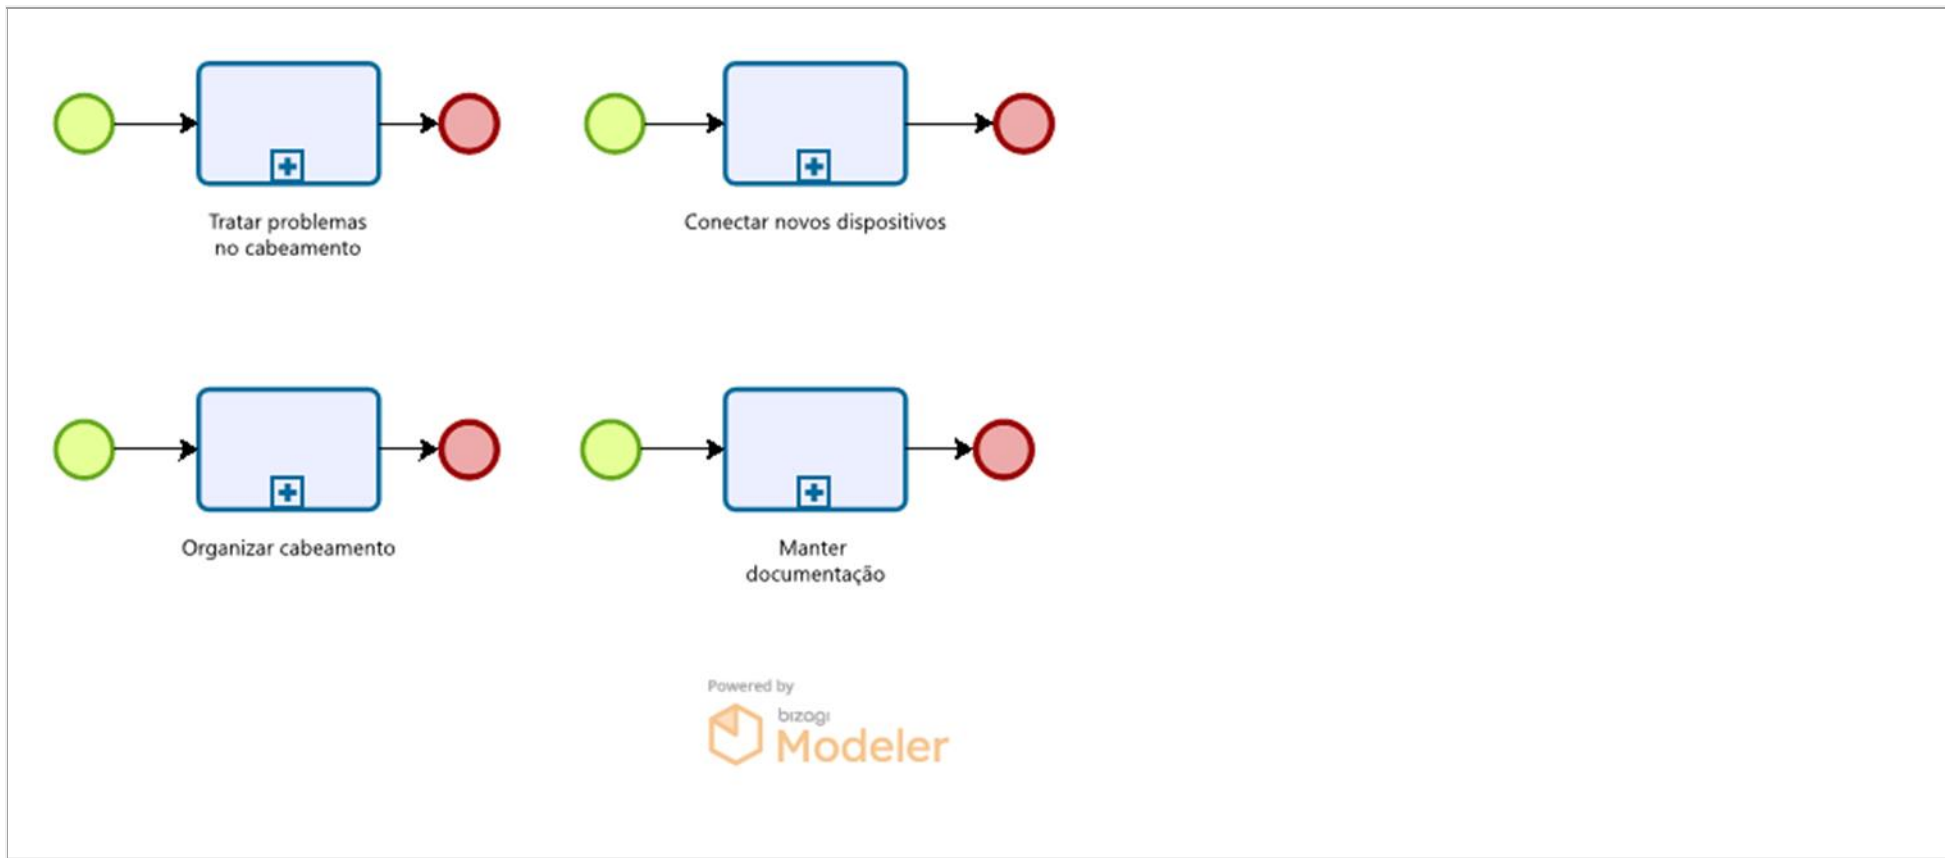 Tratar problemas
no cabeamento
Conectar novos dispositivos
Organizar cabeamento
Manter
documentação
Powered by
bizagi
Modeler